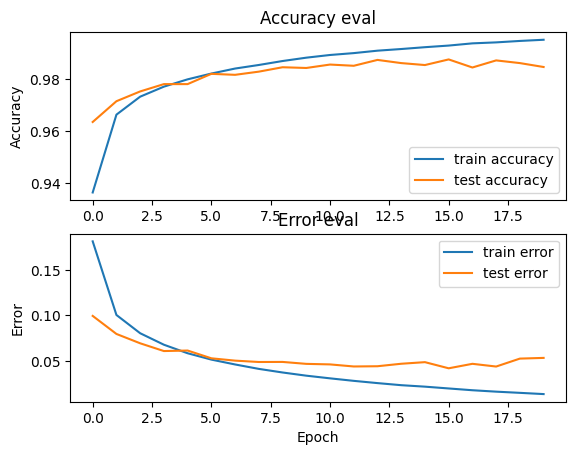 Accuracy eval
0.98
0.96
0.94
Accuracy
train accuracy
test accuracy
0.0 2.5 5.0 7.5 10.0 12.5 15.0 17.5
Error eval
0.15
0.10
0.05
Error
train error
test error
0.0 2.5 5.0 7.5 10.0 12.5 15.0 17.5
Epoch